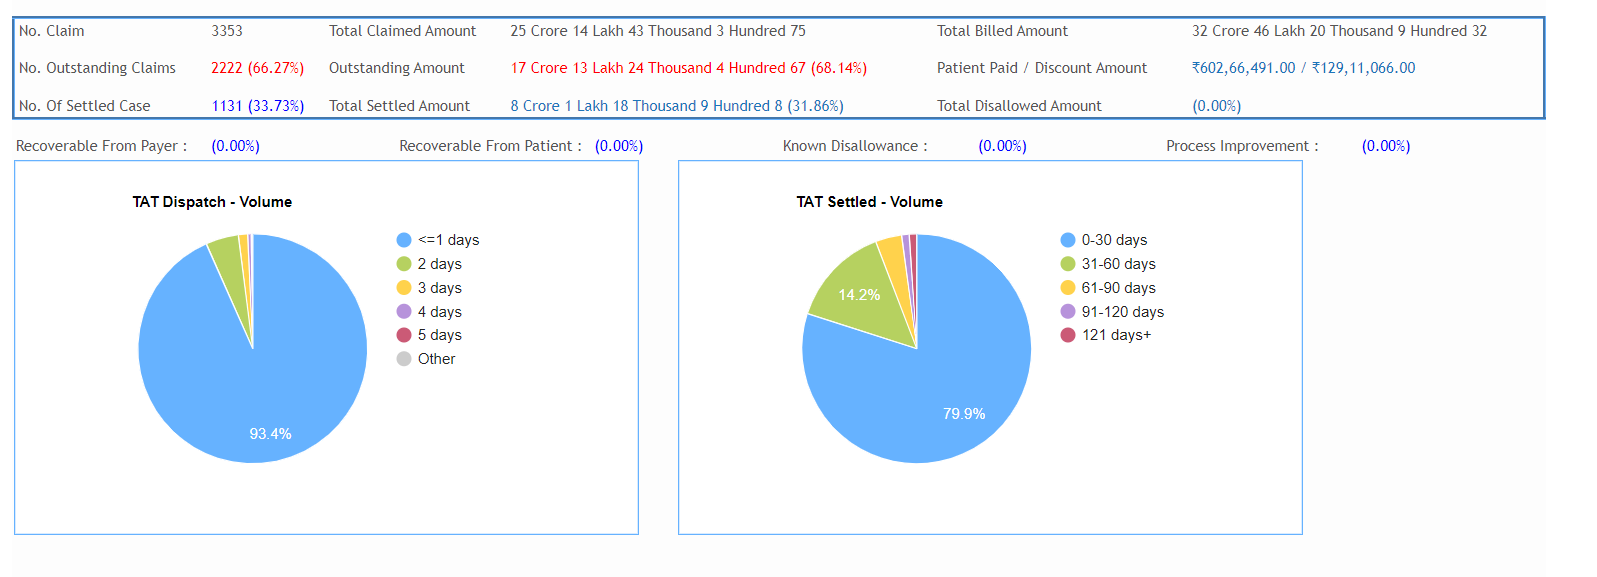 No. Claim 3353 Total Claimed Amount 25 Crore 14 Lakh 43 Thousand 3 Hundred 75 Total Billed Amount 32 Crore 46 Lakh 20 Thousand 9 Hundred 32
No. Outstanding Claims 2222 (66.27%) Outstanding Amount 17 Crore 13 Lakh 24 Thousand 4 Hundred 67 (68.14%) Patient Paid / Discount Amount ₹602,66,491.00 / ₹129,11,066.00
No. Of Settled Case 1131 (33.73%) Total Settled Amount 8 Crore 1 Lakh 18 Thousand 9 Hundred 8 (31.86%) Total Disallowed Amount (0.00%)
Recoverable From Payer : (0.00%) Recoverable From Patient : (0.00%) Known Disallowance : (0.00%) Process Improvement : (0.00%)
TAT Dispatch - Volume
<=1 days
2 days
3 days
4 days
5 days
Other
93.4%
TAT Settled - Volume
0-30 days
31-60 days
61-90 days
91-120 days
121 days+
14.2%
79.9%